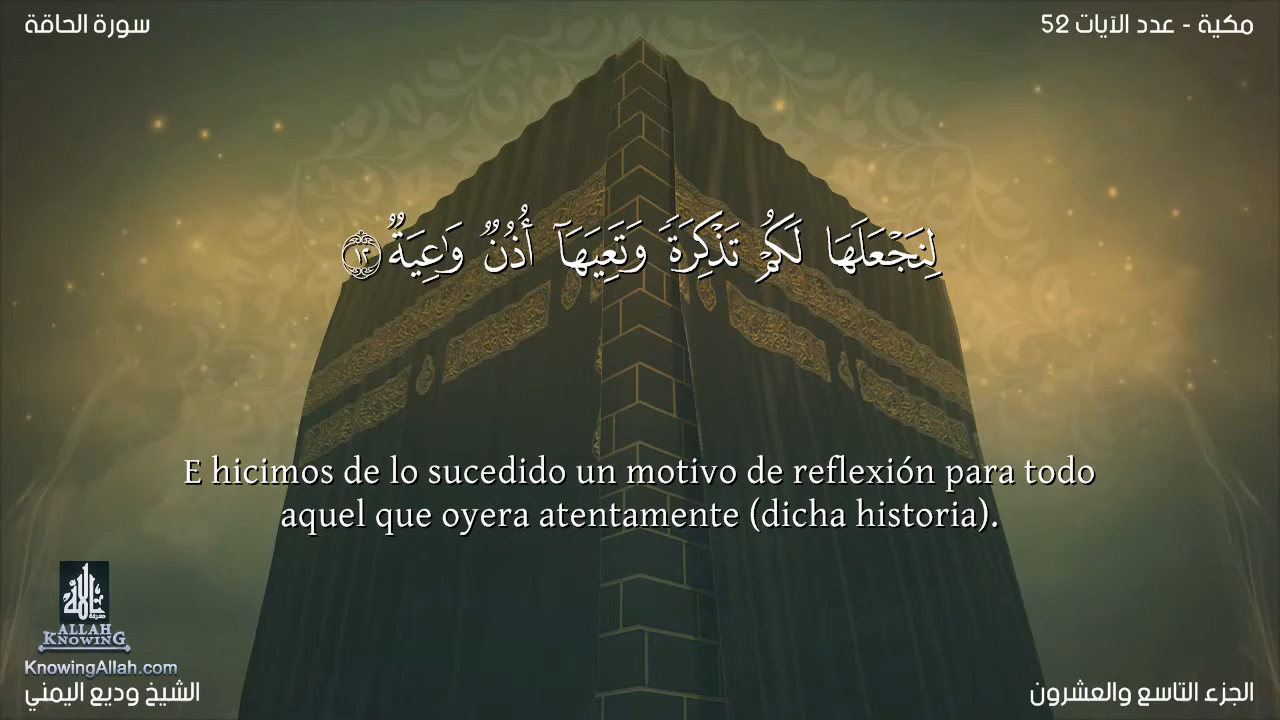 سورة الحاقة
مكية - عدد الآيات 52
لِنَجْعَلَهَا لَكُمْ تَذْكِرَةً وَتَعِيَهَآ أُذُنٌ وَٰعِيَةٌ ١٢
E hicimos de lo sucedido un motivo de reflexión para todo
aquel que oyera atentamente (dicha historia).
ALLAH
KNOWING
KnowingAllah.com
الشيخ وديع اليمني
الجزء التاسع والعشرون